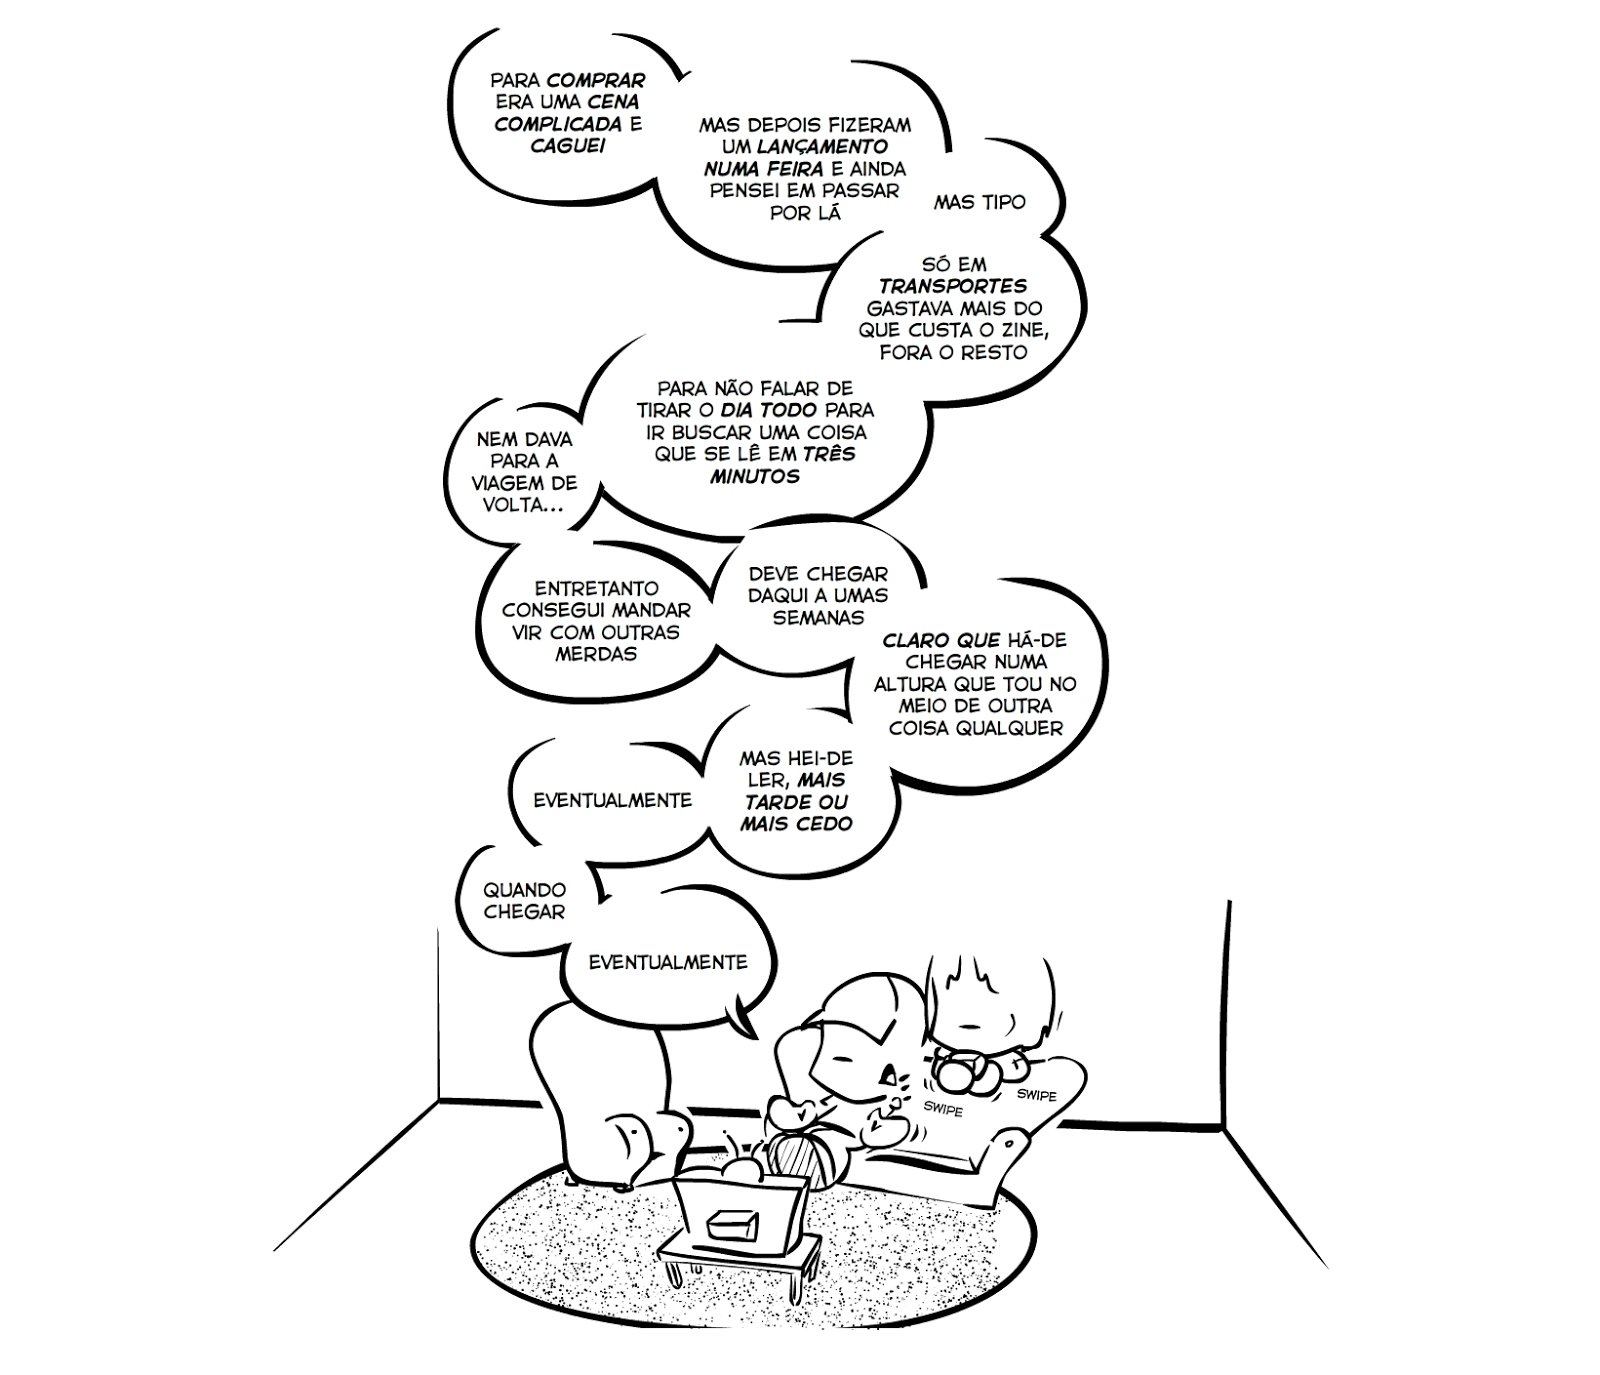 PARA COMPRAR
ERA UMA CENA
COMPLICADA E
CAGUEI
MAS DEPOIS FIZERAM
UM LANÇAMENTO
NUMA FEIRA E AINDA
PENSEI EM PASSAR
POR LÁ
MAS TIPO
SÓ EM
TRANSPORTES
GASTAVA MAIS DO
QUE CUSTA O ZINE,
FORA O RESTO
PARA NÃO FALAR DE
TIRAR O DIA TODO PARA
IR BUSCAR UMA COISA
QUE SE LÊ EM TRÊS
MINUTOS
NEM DAVA
PARA A
VIAGEM DE
VOLTA...
ENTRETANTO
CONSEGUI MANDAR
VIR COM OUTRAS
MERDAS
DEVE CHEGAR
DAQUI A UMAS
SEMANAS
CLARO QUE HÁ-DE
CHEGAR NUMA
ALTURA QUE TOU NO
MEIO DE OUTRA
COISA QUALQUER
MAS HEI-DE
LER, MAIS
TARDE OU
MAIS CEDO
EVENTUALMENTE
QUANDO
CHEGAR
EVENTUALMENTE
SWIPE
SWIPE